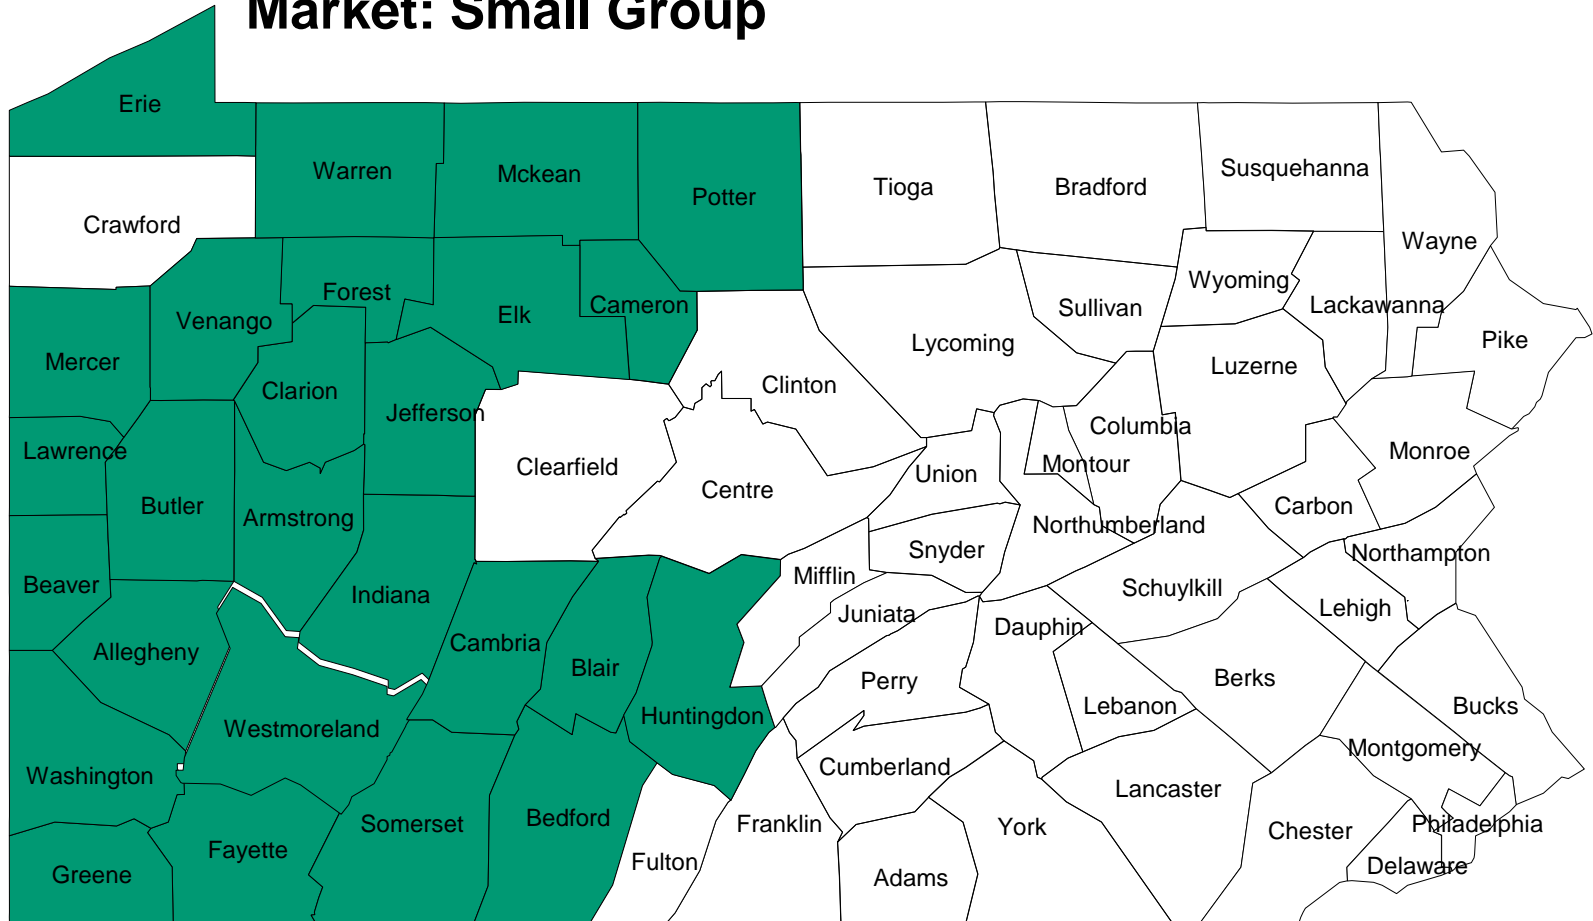 Market: Small Group
Erie
Warren
Mckean
Potter
Tioga
Bradford
Susquehanna
Crawford
Wayne
Venango
Forest
Elk
Cameron
Sullivan
Wyoming
Lackawanna
Mercer
Lycoming
Pike
Clarion
Jefferson
Clinton
Luzerne
Columbia
Lawrence
Clearfield
Centre
Union
Montour
Monroe
Butler
Armstrong
Carbon
Northumberland
Snyder
Northampton
Beaver
Indiana
Mifflin
Juniata
Schuylkill
Lehigh
Allegheny
Cambria
Blair
Dauphin
Perry
Berks
Westmoreland
Huntingdon
Lebanon
Bucks
Washington
Cumberland
Montgomery
Lancaster
Somerset
Bedford
Franklin
York
Chester
Philadelphia
Greene
Fayette
Fulton
Adams
Delaware